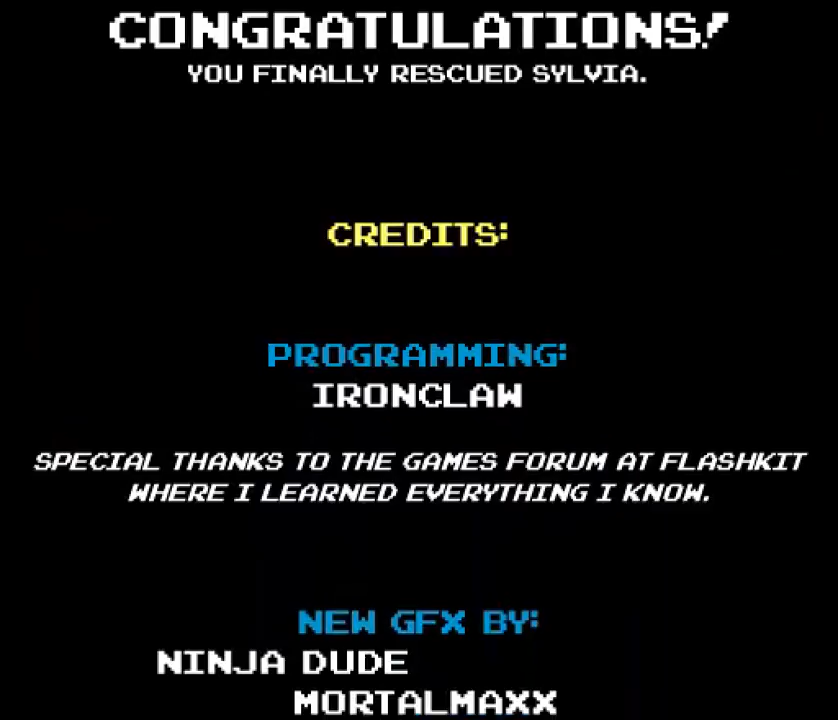 CONGRATULATIONS!
YOU FINALLY RESCUED SYLVIA.
CREDITS:
PROGRAMMING:
IRONCLAW
SPECIAL THANKS TO THE GAMES FORUM AT FLASHKIT
WHERE I LEARNED EVERYTHING I KNOW.
NEW GFX BY:
NINJA DUDE
MORTALMAXX